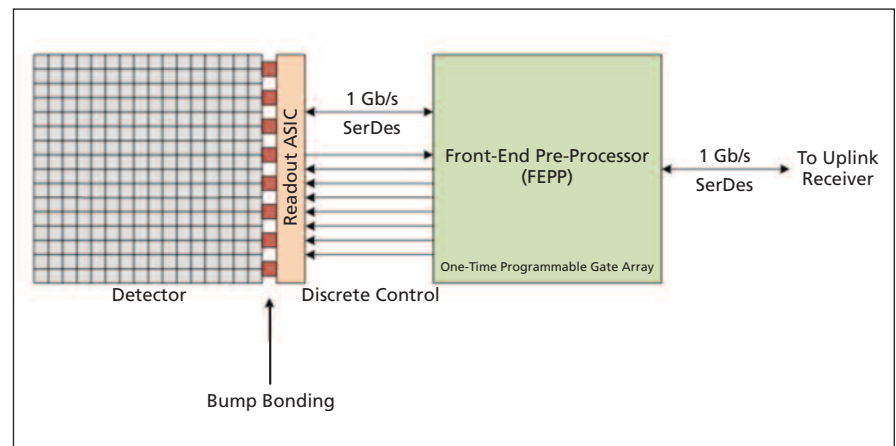 Readout ASIC
1 Gb/s
SerDes
Front-End Pre-Processor
(FEPP)
One-Time Programmable Gate Array
1 Gb/s
SerDes
To Uplink
Receiver
Detector
Discrete Control
Bump Bonding